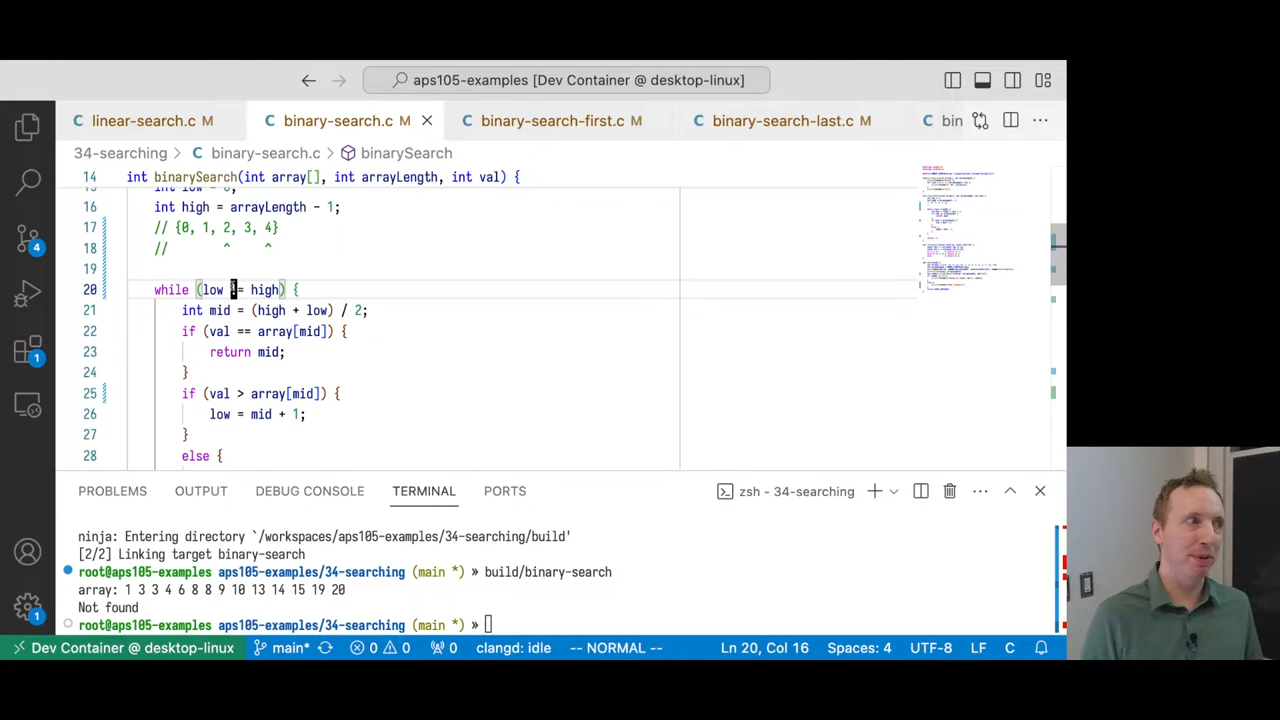 aps105-examples [Dev Container @ desktop-linux]
C linear-search.c M C binary-search.c M C binary-search-first.c M C binary-search-last.c M C bin
34-searching > C binary-search.c > binarySearch
14 int binarySearch(int array[], int arrayLength, int val) {
16 int high = arrayLength - 1;
17 // {0, 1, 2, 3, 4}
18 // ^ ^
19
20 while (low = high) {
21 int mid = (high + low) / 2;
22 if (val == array[mid]) {
23 return mid;
24 }
25 if (val > array[mid]) {
26 low = mid + 1;
27 }
28 else {
PROBLEMS OUTPUT DEBUG CONSOLE TERMINAL PORTS zsh - 34-searching
ninja: Entering directory `/workspaces/aps105-examples/34-searching/build'
[2/2] Linking target binary-search
root@aps105-examples aps105-examples/34-searching (main *) » build/binary-search
array: 1 3 3 4 6 8 8 9 10 13 14 15 19 20
Not found
root@aps105-examples aps105-examples/34-searching (main *) »
4
1
1
Dev Container @ desktop-linux main* 0 0 0 clangd: idle -- NORMAL -- Ln 20, Col 16 Spaces: 4 UTF-8 LF C